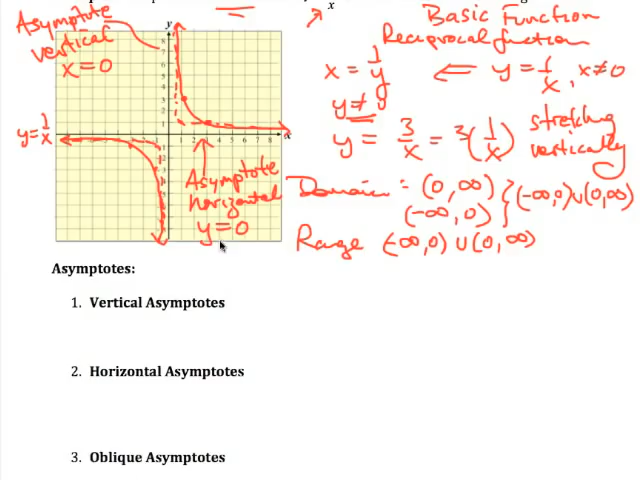 x
Basic Function
Reciprocal function
Asymptote
vertical
x = 0
y
x = 1/y ⇐ y = 1/x, x ≠ 0
y ≠
y = 3/x = 3(1/x) stretching
vertically
y = 1/x
x
Asymptote
horizontal
y = 0
Domain = (0, ∞)
(-∞, 0) } (-∞, 0) ∪ (0, ∞)
Range (-∞, 0) ∪ (0, ∞)
Asymptotes:
1. Vertical Asymptotes
2. Horizontal Asymptotes
3. Oblique Asymptotes